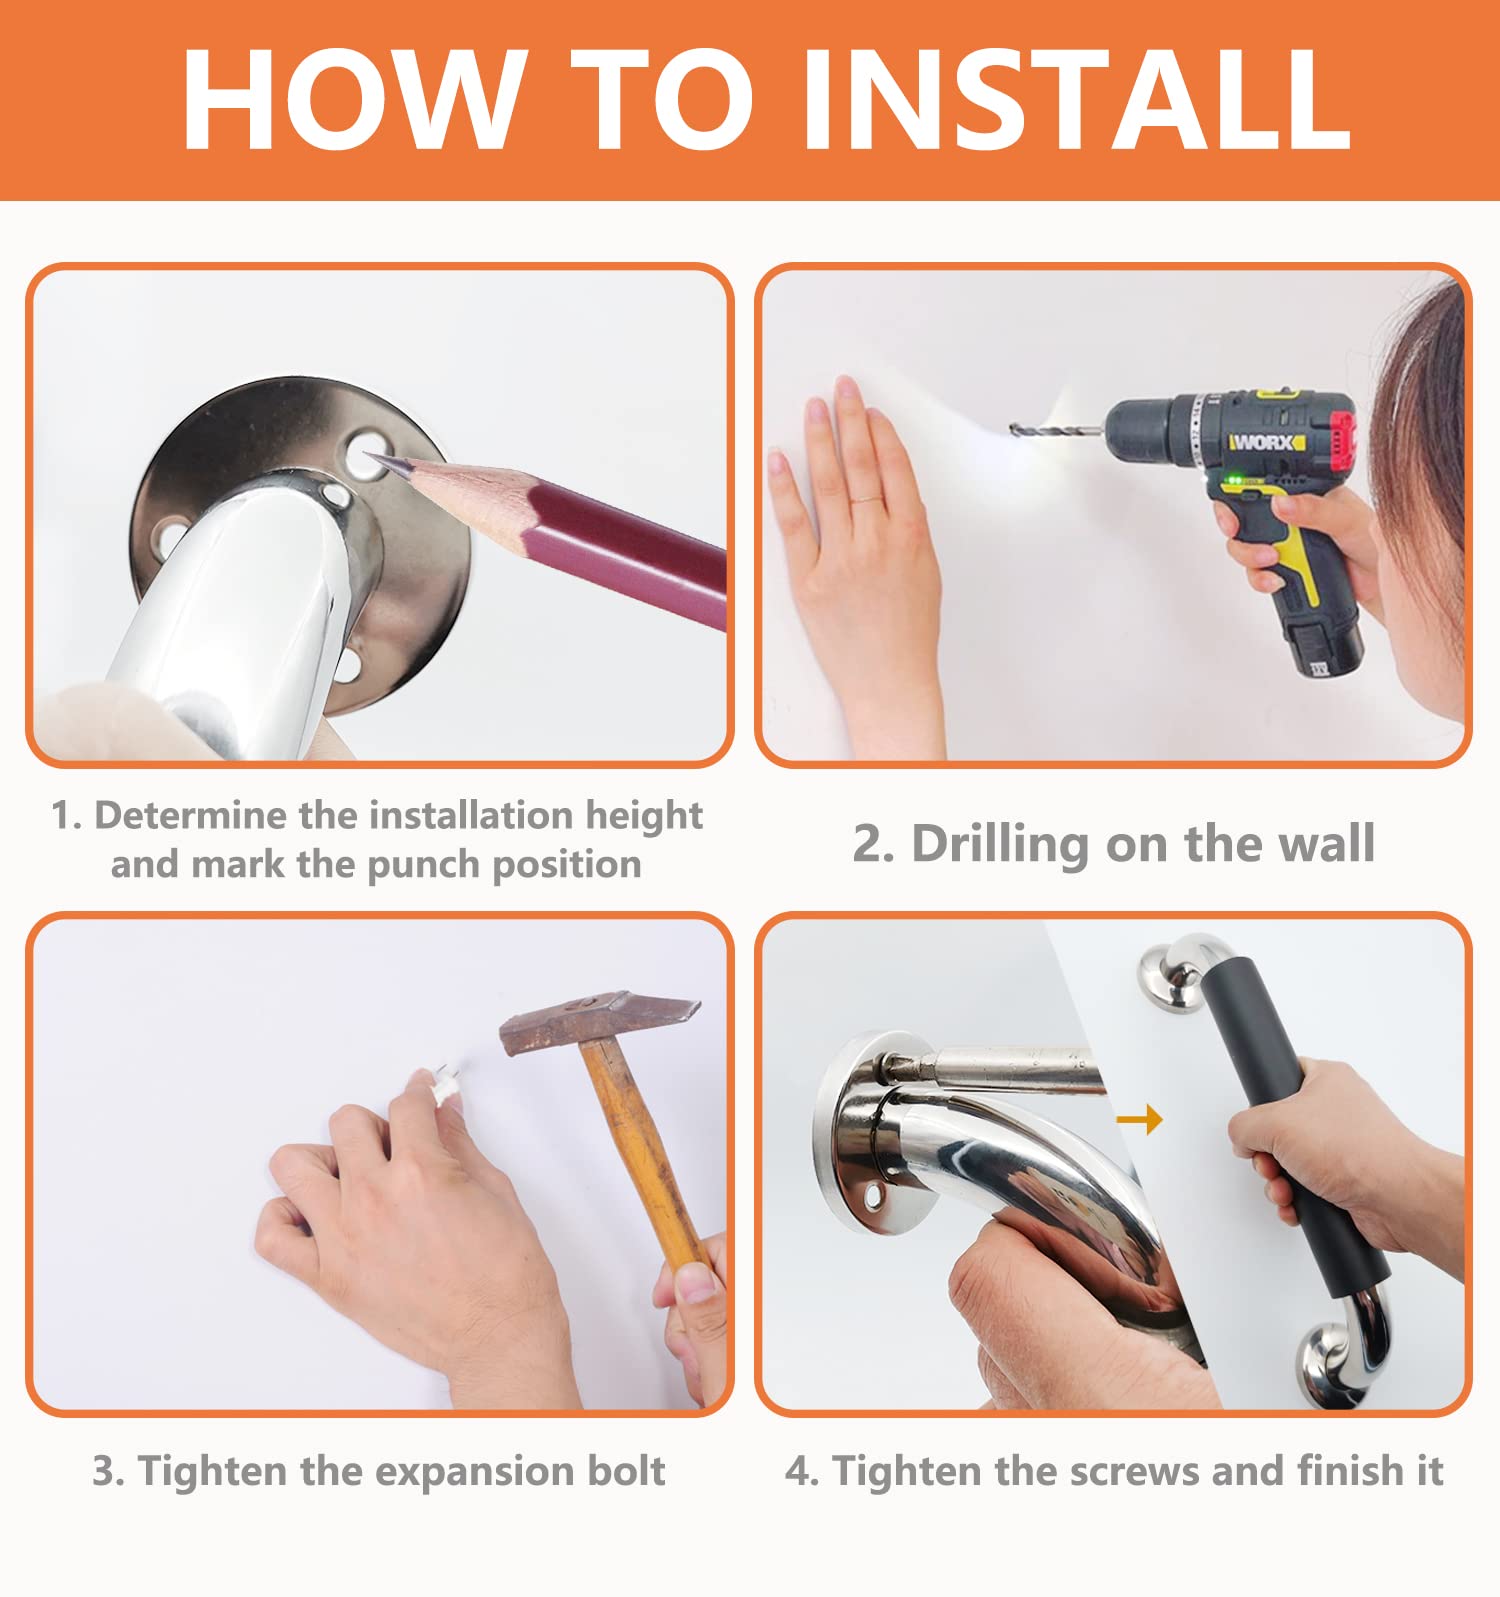 HOW TO INSTALL
WORX
1. Determine the installation height
and mark the punch position
2. Drilling on the wall
3. Tighten the expansion bolt
4. Tighten the screws and finish it